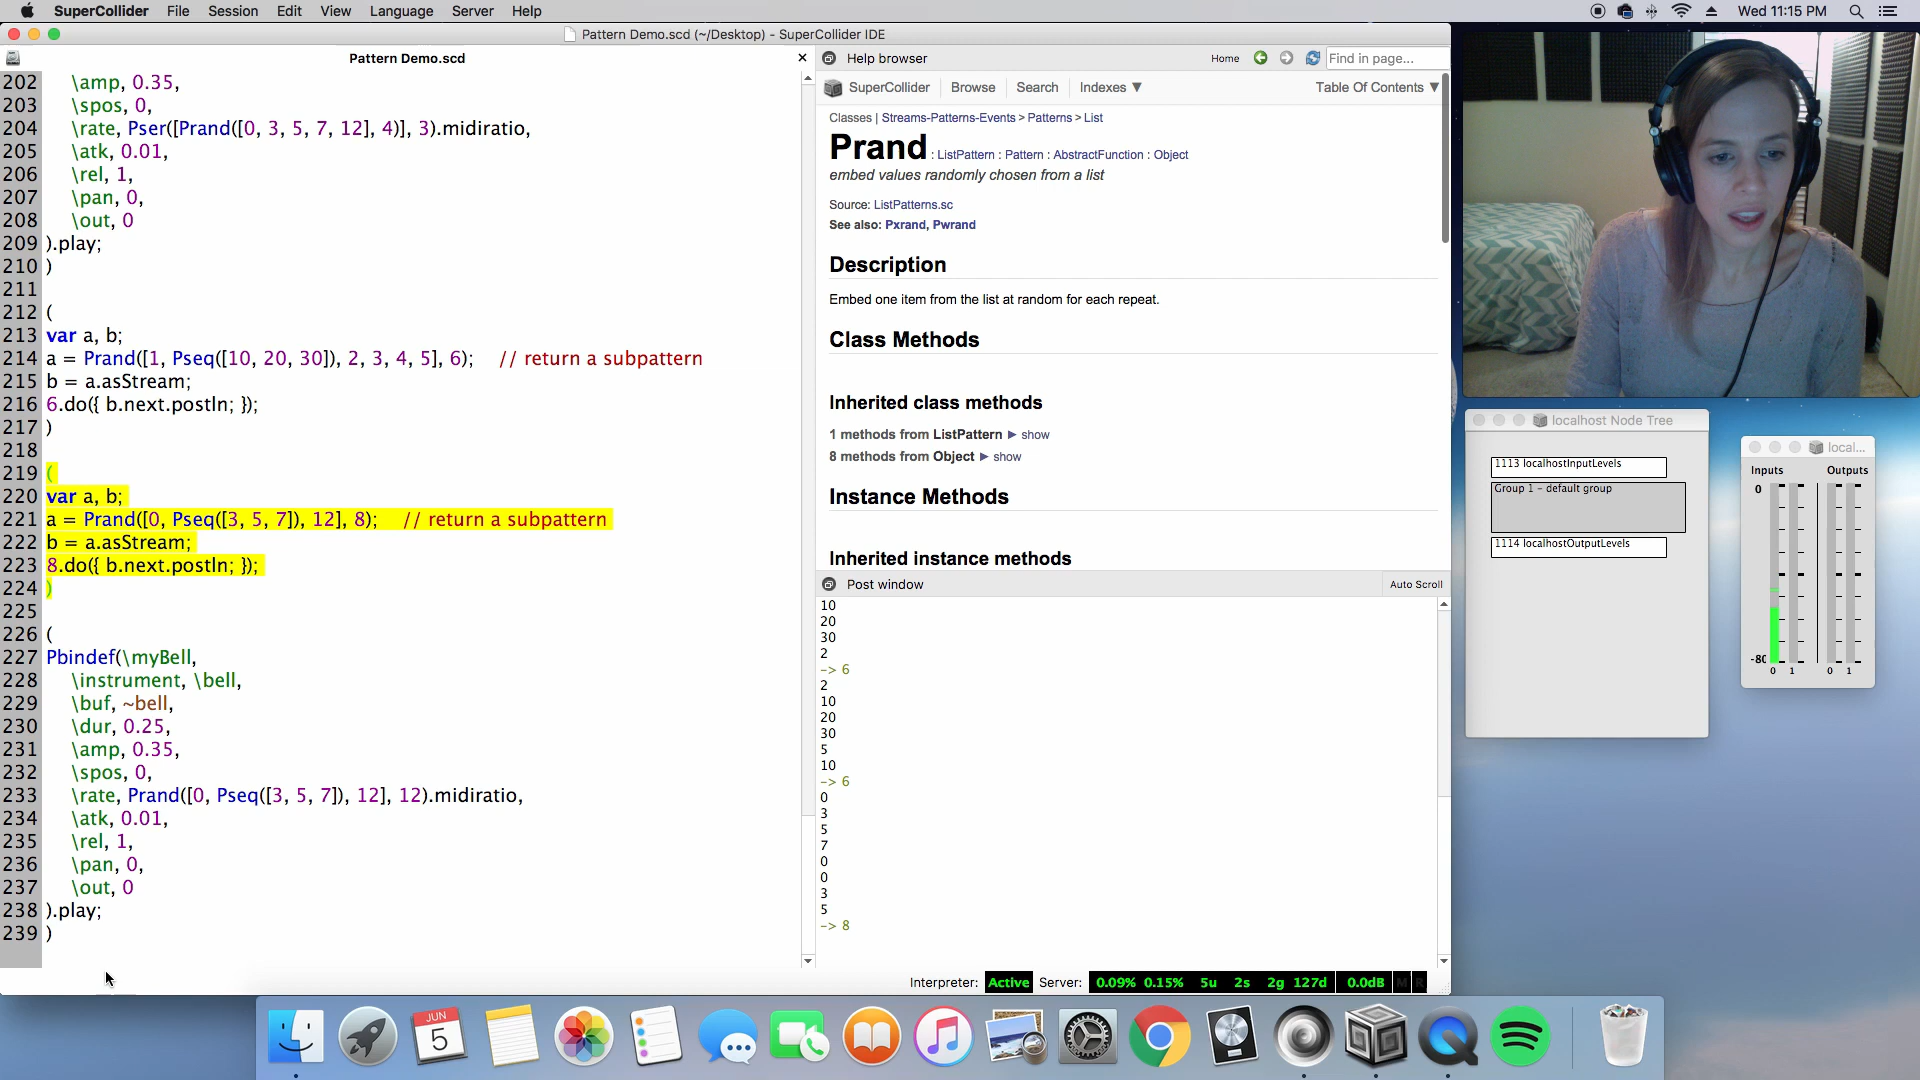 SuperCollider File Session Edit View Language Server Help
Wed 11:15 PM
Pattern Demo.scd (~/Desktop) - SuperCollider IDE
Pattern Demo.scd
202 \amp, 0.35,
203 \spos, 0,
204 \rate, Pser([Prand([0, 3, 5, 7, 12], 4)], 3).midiratio,
205 \atk, 0.01,
206 \rel, 1,
207 \pan, 0,
208 \out, 0
209 ).play;
210 )
211
212 (
213 var a, b;
214 a = Prand([1, Pseq([10, 20, 30]), 2, 3, 4, 5], 6); // return a subpattern
215 b = a.asStream;
216 6.do({ b.next.postln; });
217 )
218
219 (
220 var a, b;
221 a = Prand([0, Pseq([3, 5, 7]), 12], 8); // return a subpattern
222 b = a.asStream;
223 8.do({ b.next.postln; });
224 )
225
226 (
227 Pbindef(\myBell,
228 \instrument, \bell,
229 \buf, ~bell,
230 \dur, 0.25,
231 \amp, 0.35,
232 \spos, 0,
233 \rate, Prand([0, Pseq([3, 5, 7]), 12], 12).midiratio,
234 \atk, 0.01,
235 \rel, 1,
236 \pan, 0,
237 \out, 0
238 ).play;
239 )
Help browser
Home
Find in page...
SuperCollider Browse Search Indexes ▼ Table Of Contents ▼
Classes | Streams-Patterns-Events > Patterns > List
Prand : ListPattern : Pattern : AbstractFunction : Object
embed values randomly chosen from a list
Source: ListPatterns.sc
See also: Pxrand, Pwrand
Description
Embed one item from the list at random for each repeat.
Class Methods
Inherited class methods
1 methods from ListPattern ► show
8 methods from Object ► show
Instance Methods
Inherited instance methods
Post window
Auto Scroll
10
20
30
2
-> 6
2
10
20
30
5
10
-> 6
0
3
5
7
0
0
3
5
-> 8
Interpreter: Active Server: 0.09% 0.15% 5u 2s 2g 127d 0.0dB M R
localhost Node Tree
1113 localhostInputLevels
Group 1 - default group
1114 localhostOutputLevels
local...
Inputs Outputs
0
-80
0 1 0 1
JUN
5